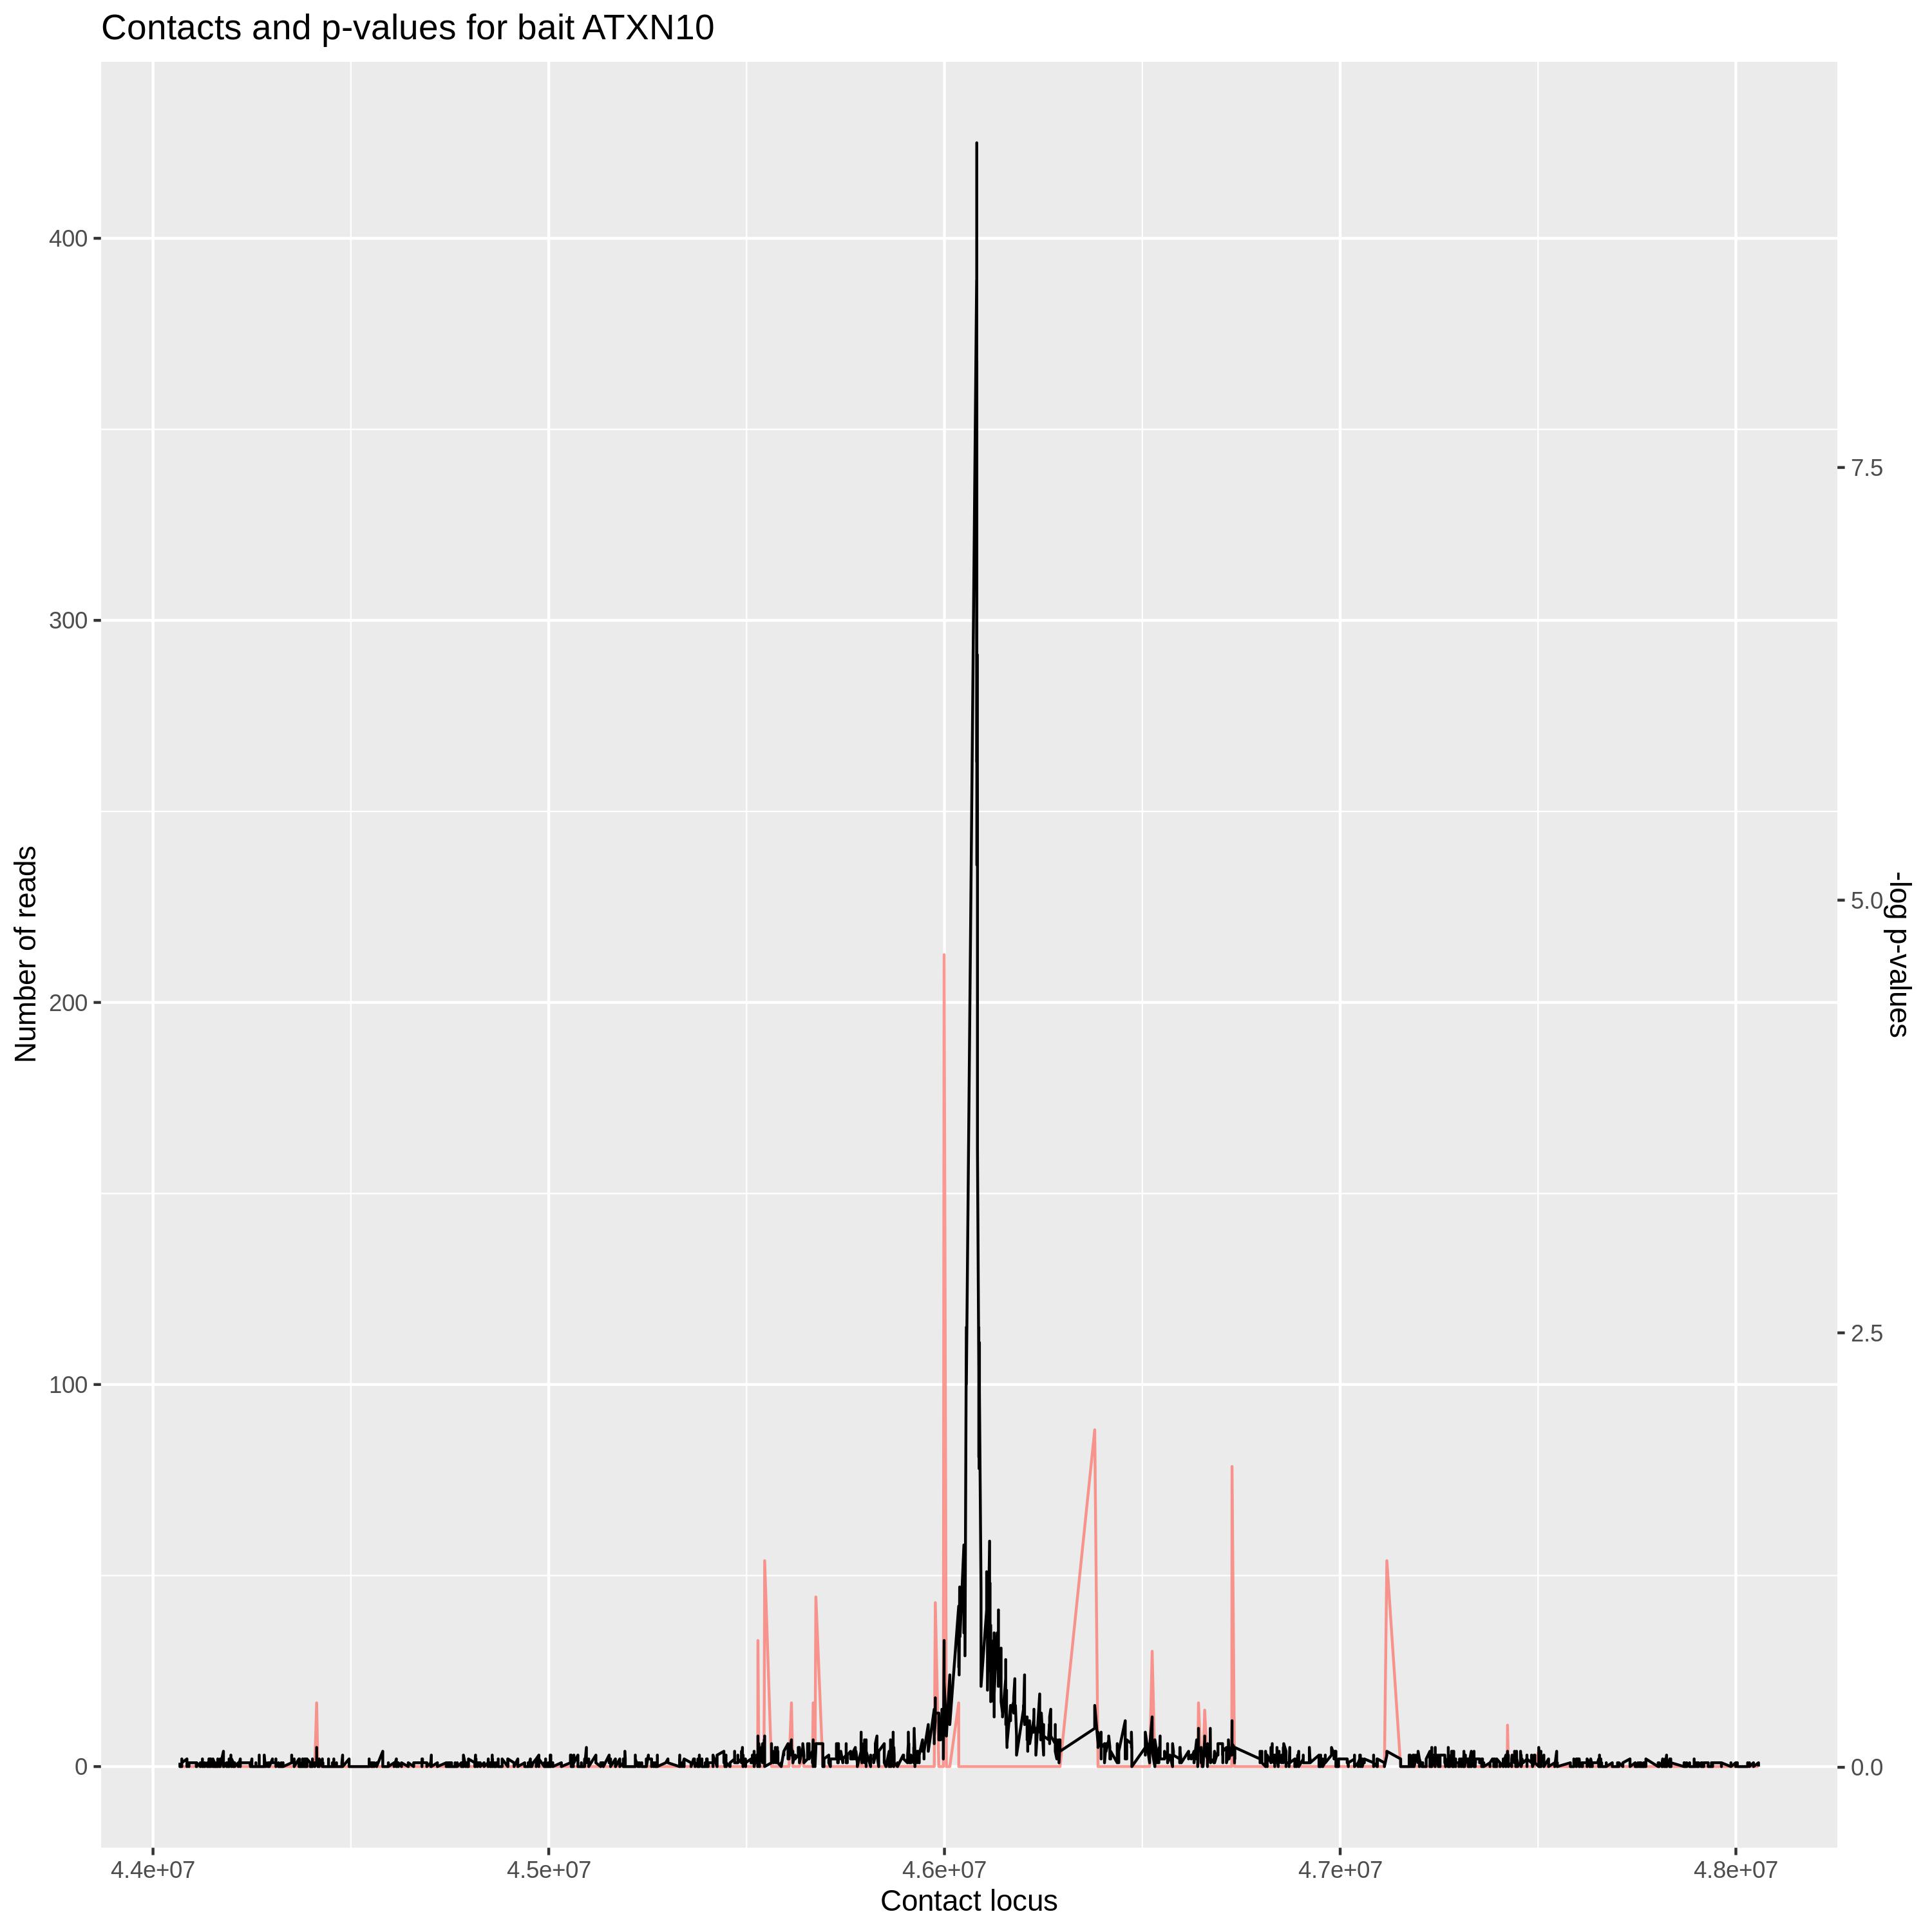 Contacts and p-values for bait ATXN10
400
300
200
100
0
Number of reads
7.5
5.0
2.5
0.0
-log p-values
4.4e+07
4.5e+07
4.6e+07
4.7e+07
4.8e+07
Contact locus